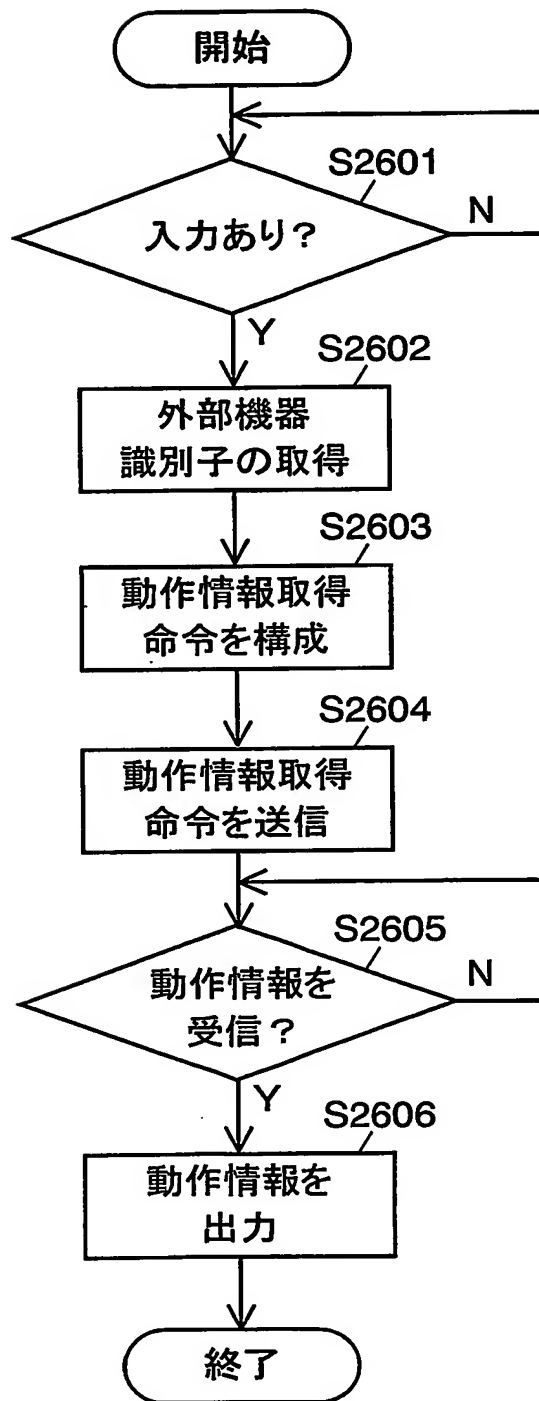 開始
S2601
入力あり?
N
Y
S2602
外部機器
識別子の取得
S2603
動作情報取得
命令を構成
S2604
動作情報取得
命令を送信
S2605
動作情報を
受信?
N
Y
S2606
動作情報を
出力
終了